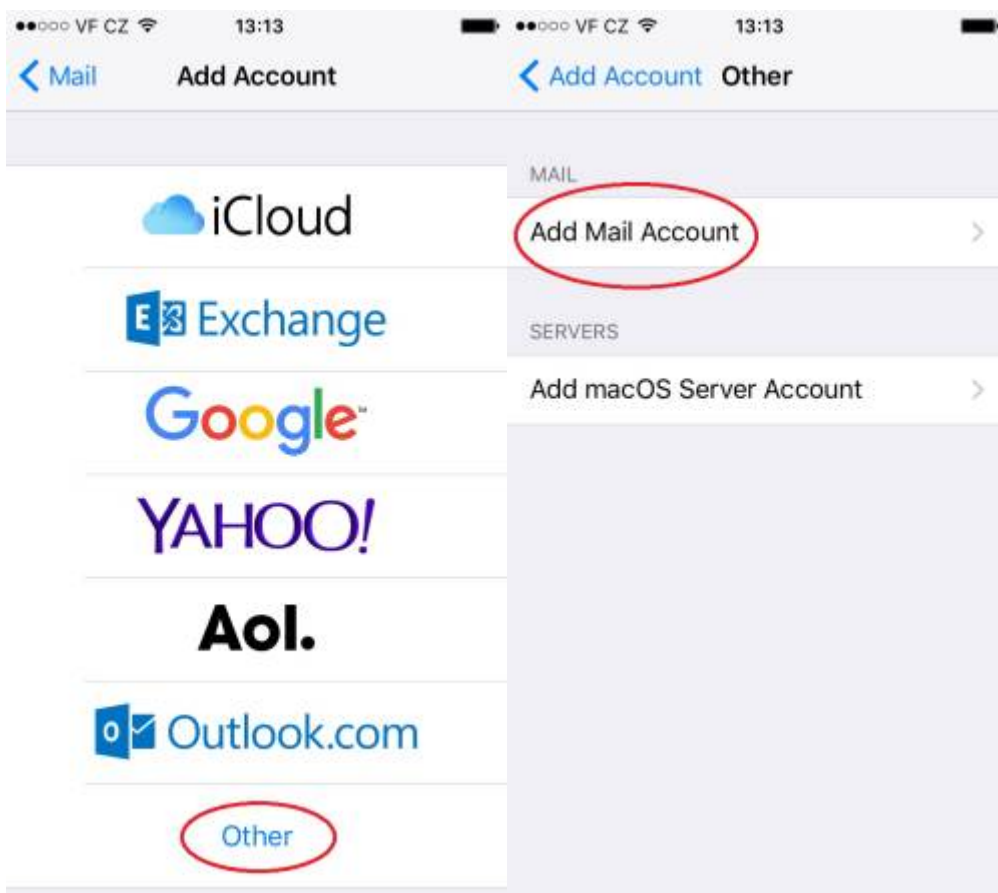 VF CZ 13:13
Mail Add Account
iCloud
E Exchange
Google
YAHOO!
Aol.
o Outlook.com
Other
VF CZ 13:13
Add Account Other
MAIL
Add Mail Account
SERVERS
Add macOS Server Account